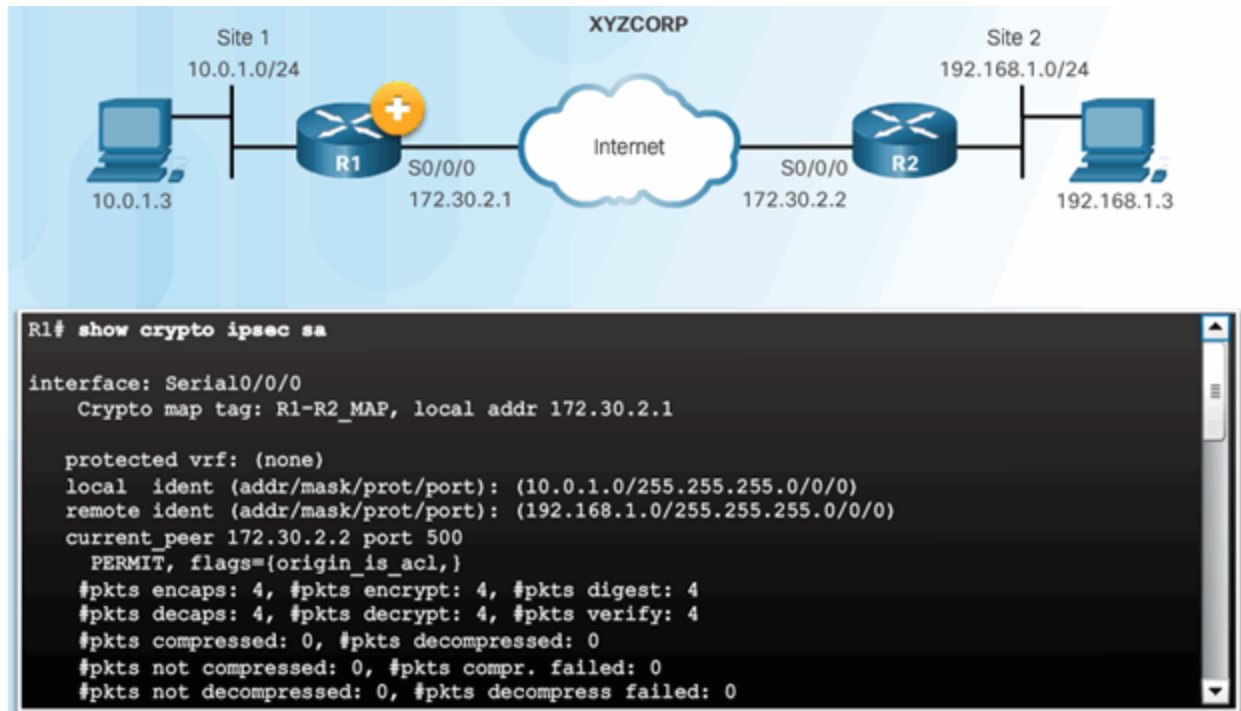 XYZCORP
Site 1
10.0.1.0/24
Site 2
192.168.1.0/24
Internet
R1
R2
S0/0/0
172.30.2.1
S0/0/0
172.30.2.2
10.0.1.3
192.168.1.3
R1# show crypto ipsec sa
interface: Serial0/0/0
Crypto map tag: R1-R2_MAP, local addr 172.30.2.1
protected vrf: (none)
local ident (addr/mask/prot/port): (10.0.1.0/255.255.255.0/0/0)
remote ident (addr/mask/prot/port): (192.168.1.0/255.255.255.0/0/0)
current_peer 172.30.2.2 port 500
PERMIT, flags={origin_is_acl,}
#pkts encaps: 4, #pkts encrypt: 4, #pkts digest: 4
#pkts decaps: 4, #pkts decrypt: 4, #pkts verify: 4
#pkts compressed: 0, #pkts decompressed: 0
#pkts not compressed: 0, #pkts compr. failed: 0
#pkts not decompressed: 0, #pkts decompress failed: 0